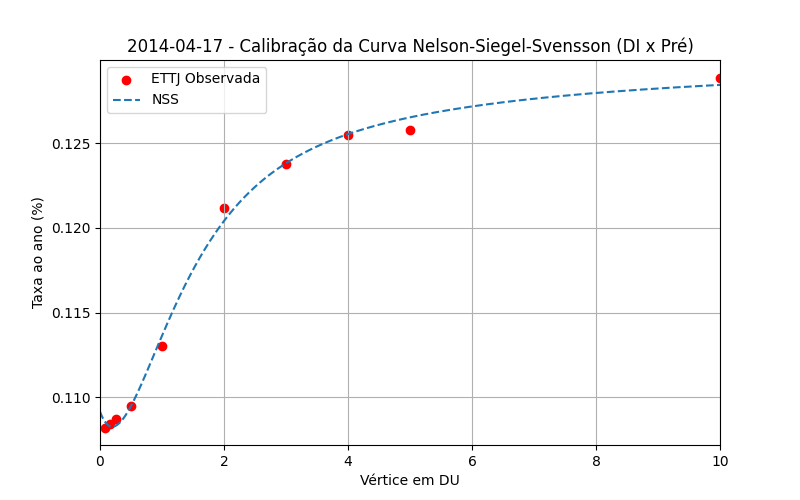 2014-04-17 - Calibração da Curva Nelson-Siegel-Svensson (DI x Pré)
ETTJ Observada
NSS
Taxa ao ano (%)
0.125
0.120
0.115
0.110
0 2 4 6 8 10
Vértice em DU